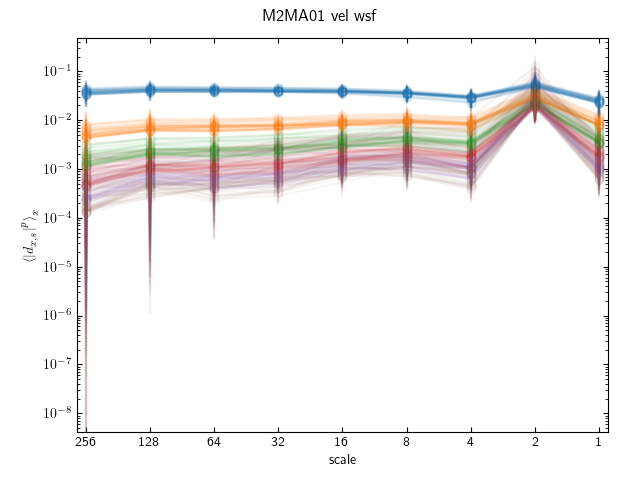 M2MA01 vel wsf
10⁻¹
10⁻²
10⁻³
10⁻⁴
10⁻⁵
10⁻⁶
10⁻⁷
10⁻⁸
⟨|d_{x,s}|^p⟩_x
256 128 64 32 16 8 4 2 1
scale